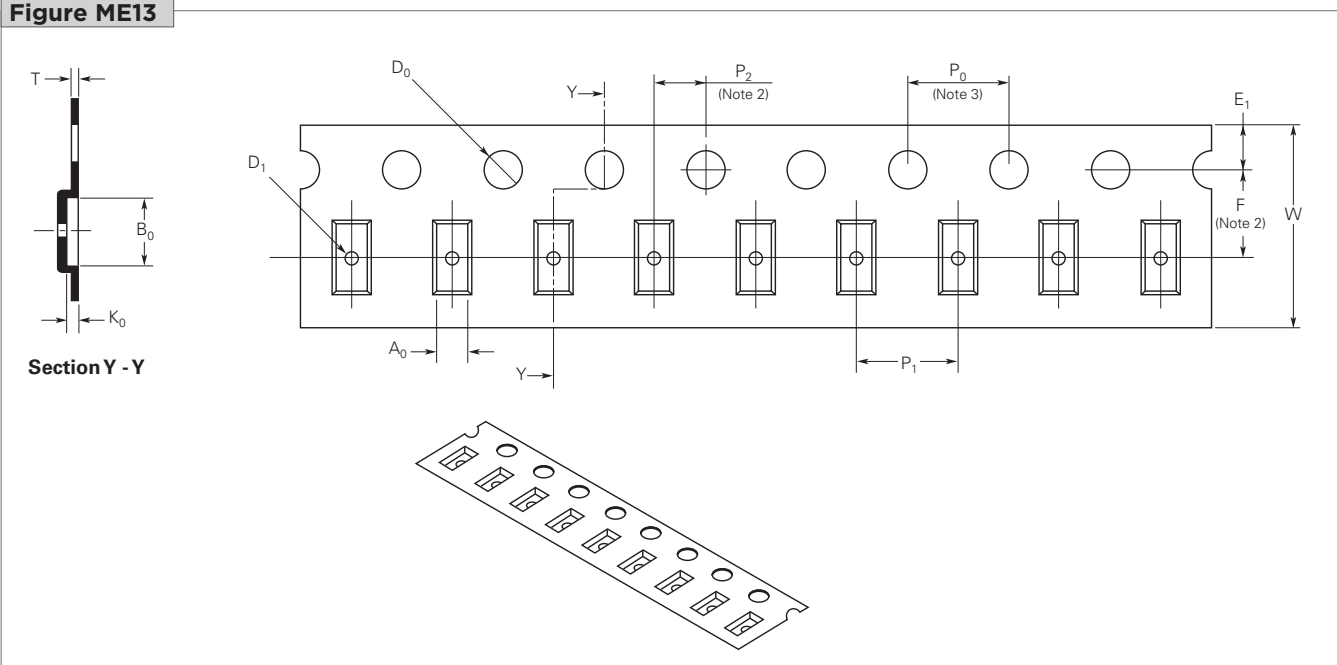 Figure ME13
T
D₀
Y
P₂
(Note 2)
P₀
(Note 3)
E₁
D₁
B₀
F
(Note 2)
W
K₀
A₀
Y
P₁
Section Y - Y